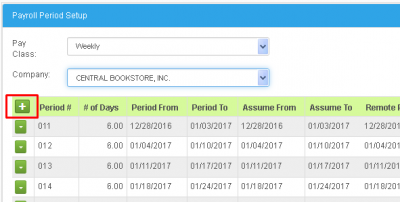 Payroll Period Setup
Pay Class: Weekly
Company: CENTRAL BOOKSTORE, INC.
+ Period # # of Days Period From Period To Assume From Assume To Remote
- 011 6.00 12/28/2016 01/03/2017 12/28/2016 01/03/2017 12/28/20
- 012 6.00 01/04/2017 01/10/2017 01/04/2017 01/10/2017 01/04/20
- 013 6.00 01/11/2017 01/17/2017 01/11/2017 01/17/2017 01/11/20
- 014 6.00 01/18/2017 01/24/2017 01/18/2017 01/24/2017 01/18/20